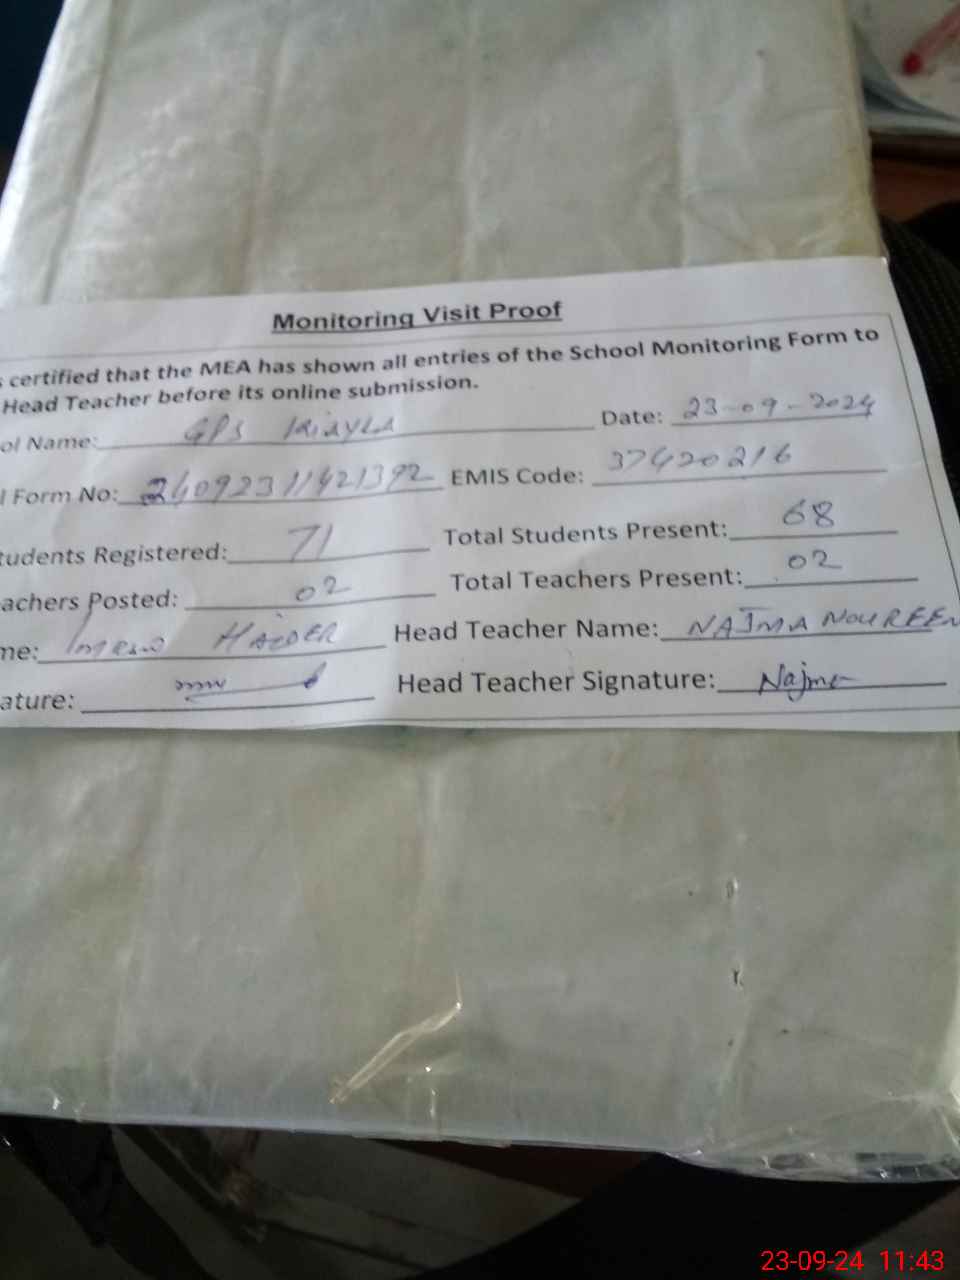 Monitoring Visit Proof
s certified that the MEA has shown all entries of the School Monitoring Form to
Head Teacher before its online submission.
ol Name: GPS Date: 23-09-2024
l Form No: 24092311421392 EMIS Code: 37420216
tudents Registered: 71 Total Students Present: 68
achers Posted: 02 Total Teachers Present: 02
me: Imran HAIDER Head Teacher Name: NAJMA NOUREEN
ature: Head Teacher Signature: Najma
23-09-24 11:43